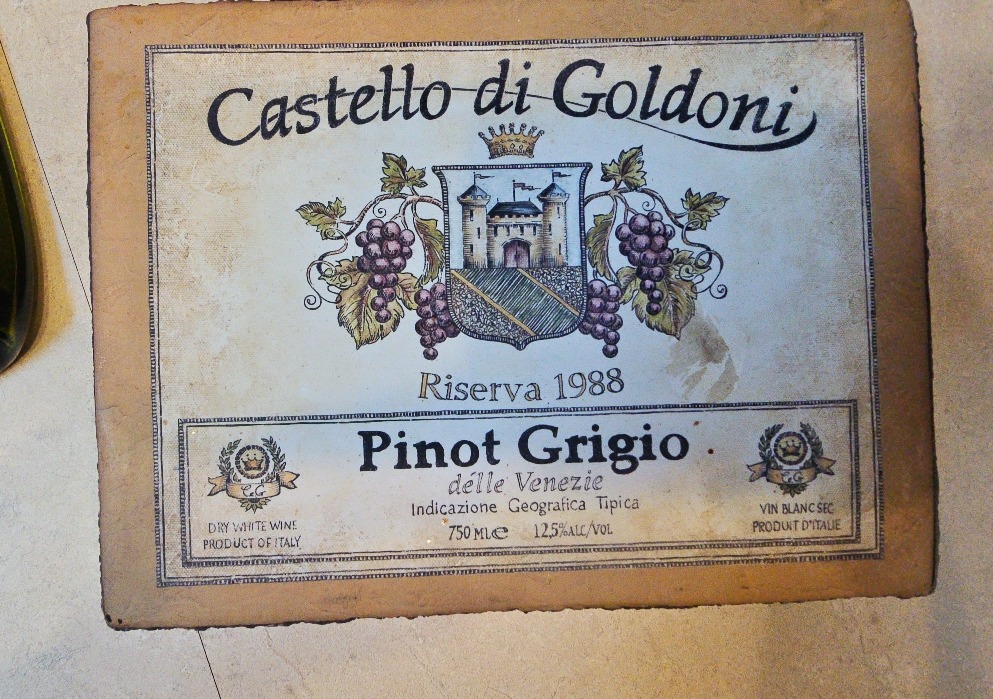 Castello di Goldoni
Riserva 1988
Pinot Grigio
délle Venezie
Indicazione Geografica Tipica
750 ML e 12,5% ALC/VOL
C.G
DRY WHITE WINE
PRODUCT OF ITALY
C.G
VIN BLANC SEC
PRODUIT D'ITALIE